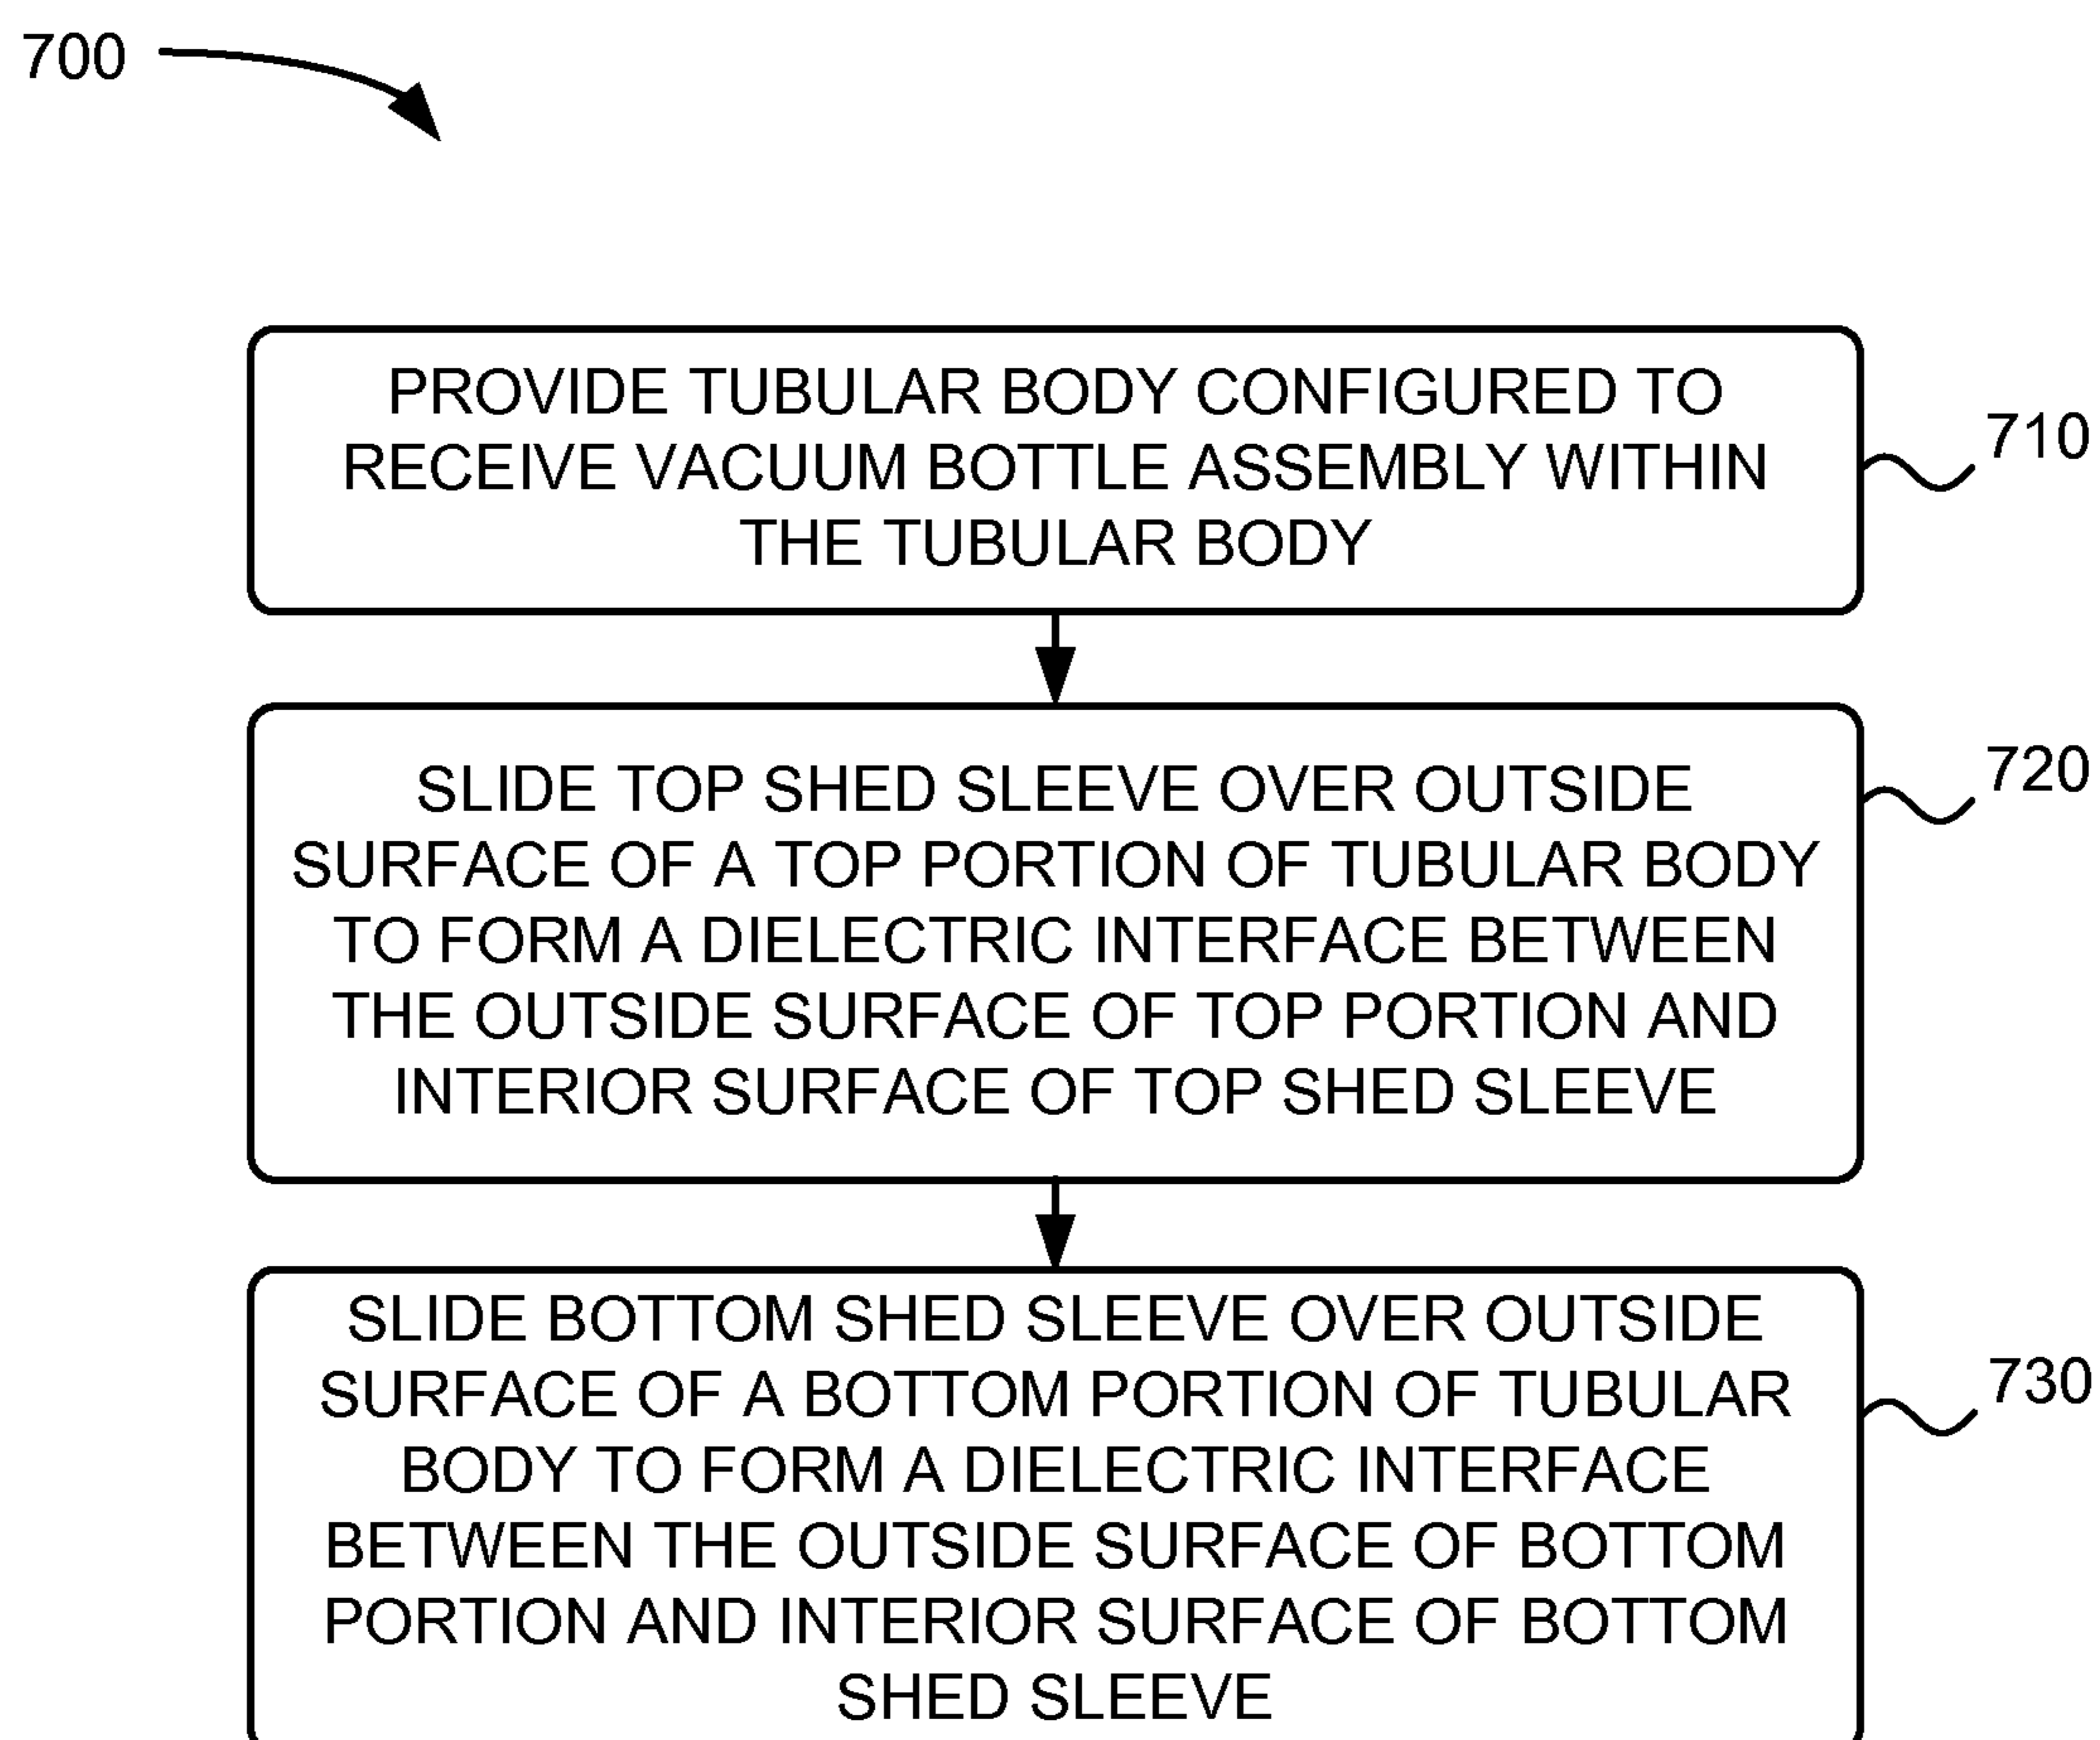 700
PROVIDE TUBULAR BODY CONFIGURED TO
RECEIVE VACUUM BOTTLE ASSEMBLY WITHIN
THE TUBULAR BODY
710
SLIDE TOP SHED SLEEVE OVER OUTSIDE
SURFACE OF A TOP PORTION OF TUBULAR BODY
TO FORM A DIELECTRIC INTERFACE BETWEEN
THE OUTSIDE SURFACE OF TOP PORTION AND
INTERIOR SURFACE OF TOP SHED SLEEVE
720
SLIDE BOTTOM SHED SLEEVE OVER OUTSIDE
SURFACE OF A BOTTOM PORTION OF TUBULAR
BODY TO FORM A DIELECTRIC INTERFACE
BETWEEN THE OUTSIDE SURFACE OF BOTTOM
PORTION AND INTERIOR SURFACE OF BOTTOM
SHED SLEEVE
730